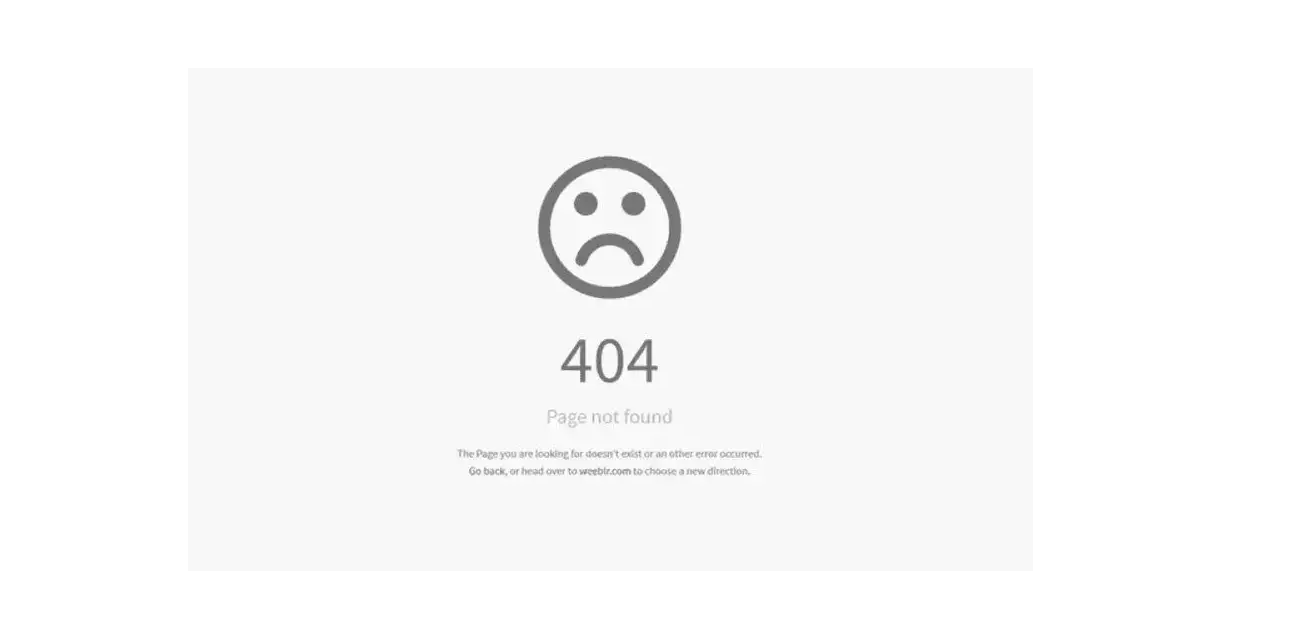 404
Page not found
The Page you are looking for doesn't exist or an other error occurred.
Go back, or head over to weeblr.com to choose a new direction.